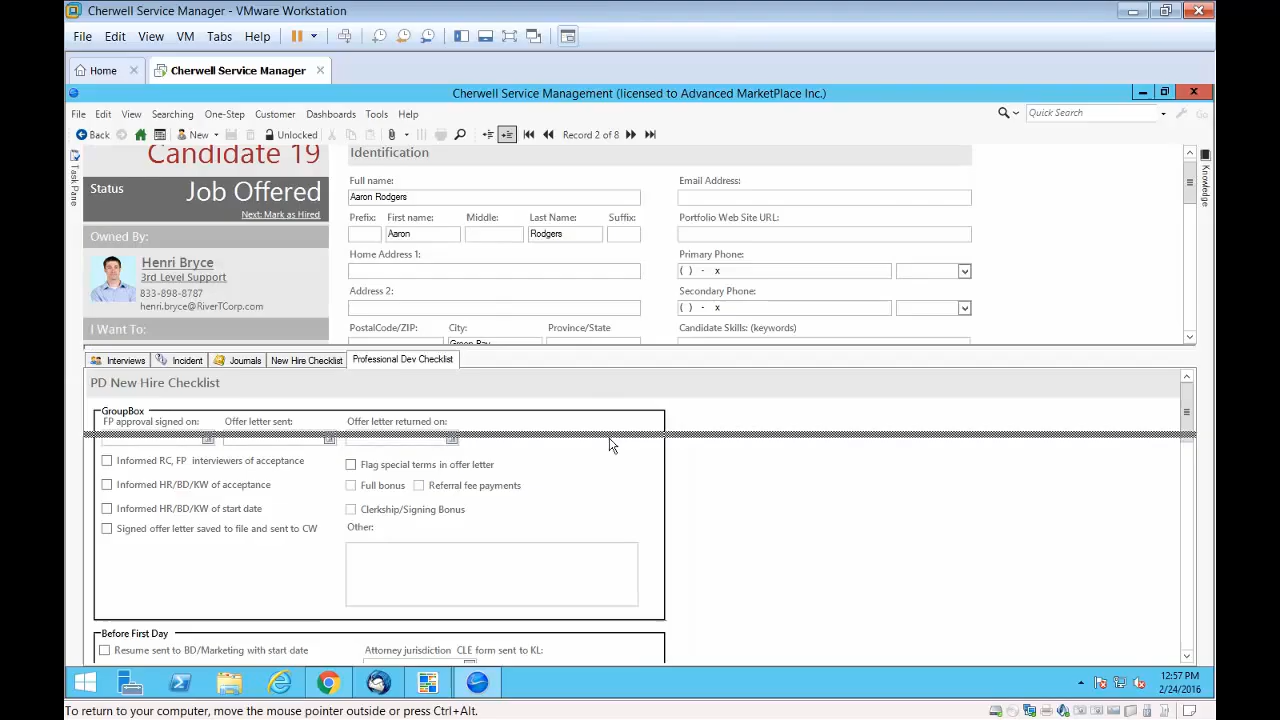 Cherwell Service Manager - VMware Workstation
File Edit View VM Tabs Help
Home Cherwell Service Manager
Cherwell Service Management (licensed to Advanced MarketPlace Inc.)
File Edit View Searching One-Step Customer Dashboards Tools Help Quick Search Go
Back New Unlocked Record 2 of 8
Task Pane
Knowledge
Candidate 19
Status Job Offered
Next: Mark as Hired
Owned By:
Henri Bryce
3rd Level Support
833-898-8787
henri.bryce@RiverTCorp.com
I Want To:
Identification
Full name: Email Address:
Aaron Rodgers
Prefix: First name: Middle: Last Name: Suffix: Portfolio Web Site URL:
Aaron Rodgers
Home Address 1: Primary Phone:
( ) - x
Address 2: Secondary Phone:
( ) - x
PostalCode/ZIP: City: Province/State Candidate Skills: (keywords)
Green Bay
Interviews Incident Journals New Hire Checklist Professional Dev Checklist
PD New Hire Checklist
GroupBox
FP approval signed on: Offer letter sent: Offer letter returned on:
Informed RC, FP interviewers of acceptance Flag special terms in offer letter
Informed HR/BD/KW of acceptance Full bonus Referral fee payments
Informed HR/BD/KW of start date Clerkship/Signing Bonus
Signed offer letter saved to file and sent to CW Other:
Before First Day
Resume sent to BD/Marketing with start date Attorney jurisdiction CLE form sent to KL:
12:57 PM
2/24/2016
To return to your computer, move the mouse pointer outside or press Ctrl+Alt.